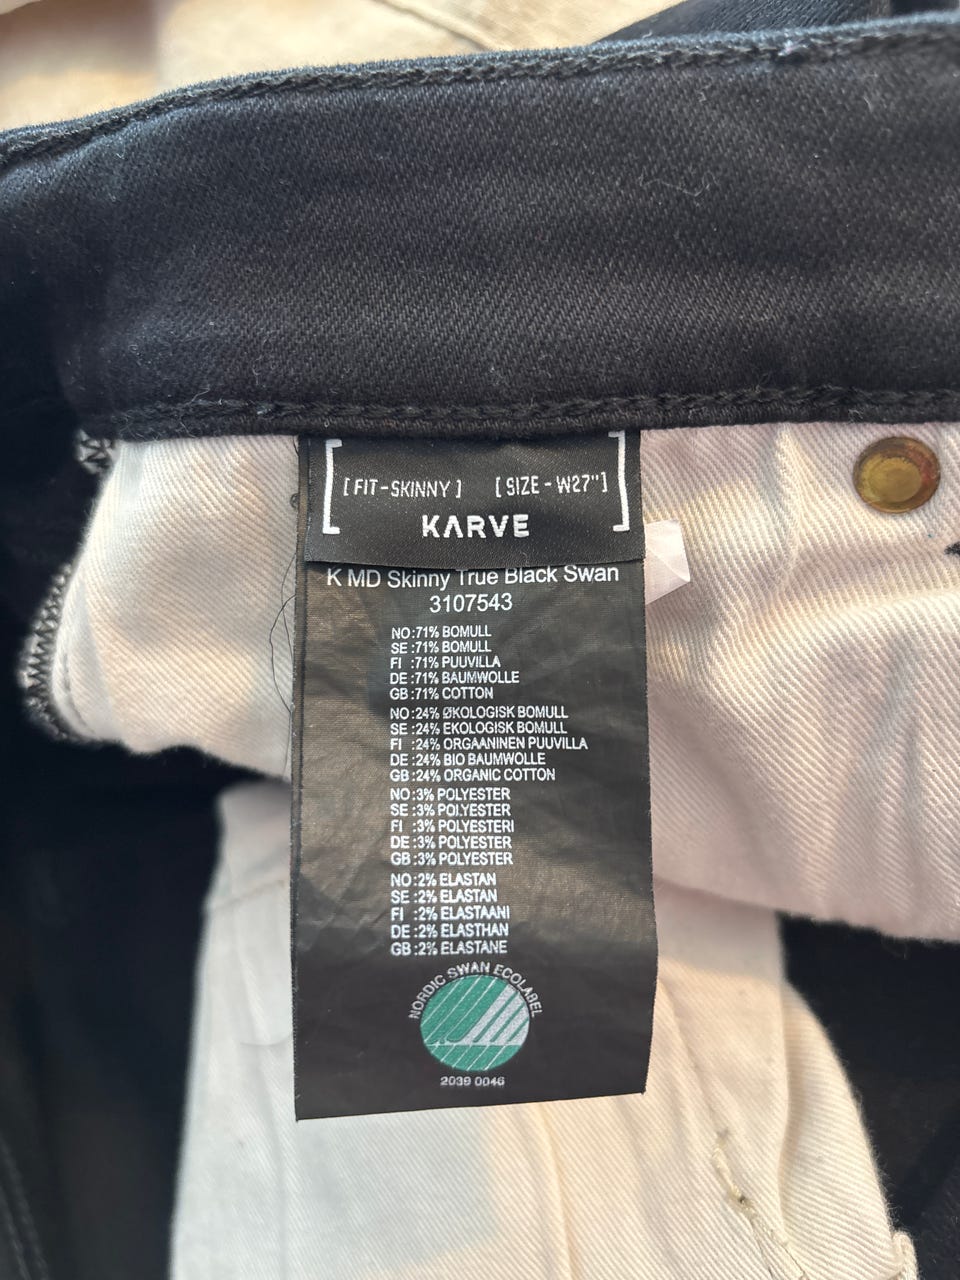 [ FIT-SKINNY ] [ SIZE - W27" ]
KARVE
K MD Skinny True Black Swan
3107543
NO:71% BOMULL
SE:71% BOMULL
FI :71% PUUVILLA
DE:71% BAUMWOLLE
GB:71% COTTON
NO:24% ØKOLOGISK BOMULL
SE:24% EKOLOGISK BOMULL
FI :24% ORGAANINEN PUUVILLA
DE:24% BIO BAUMWOLLE
GB:24% ORGANIC COTTON
NO:3% POLYESTER
SE:3% POLYESTER
FI :3% POLYESTERI
DE:3% POLYESTER
GB:3% POLYESTER
NO:2% ELASTAN
SE:2% ELASTAN
FI :2% ELASTAANI
DE:2% ELASTHAN
GB:2% ELASTANE
NORDIC SWAN ECOLABEL
2039 0046